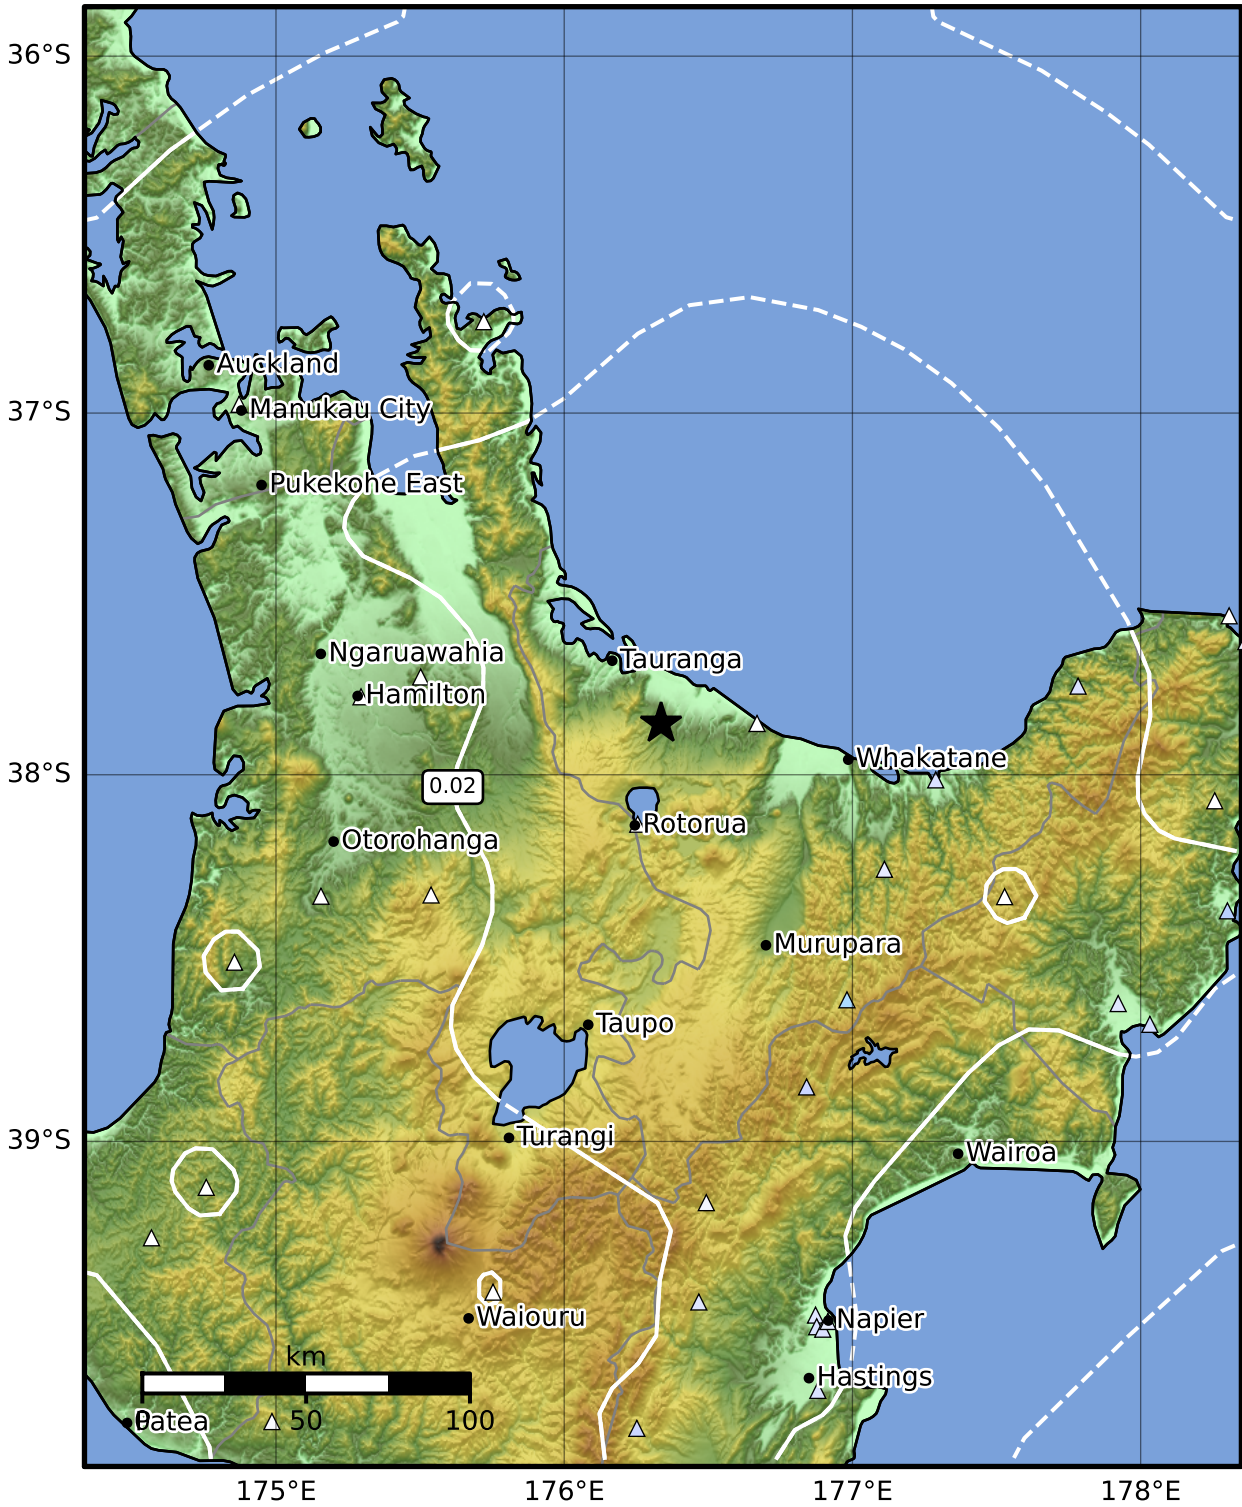 36°S
Auckland
37°S
Manukau City
Pukekohe East
Ngaruawahia
Tauranga
Hamilton
Whakatane
38°S
0.02
Rotorua
Otorohanga
Murupara
Taupo
39°S
Turangi
Wairoa
Waiouru
Napier
km
Hastings
0
50
100
Patea
175°E
176°E
177°E
178°E